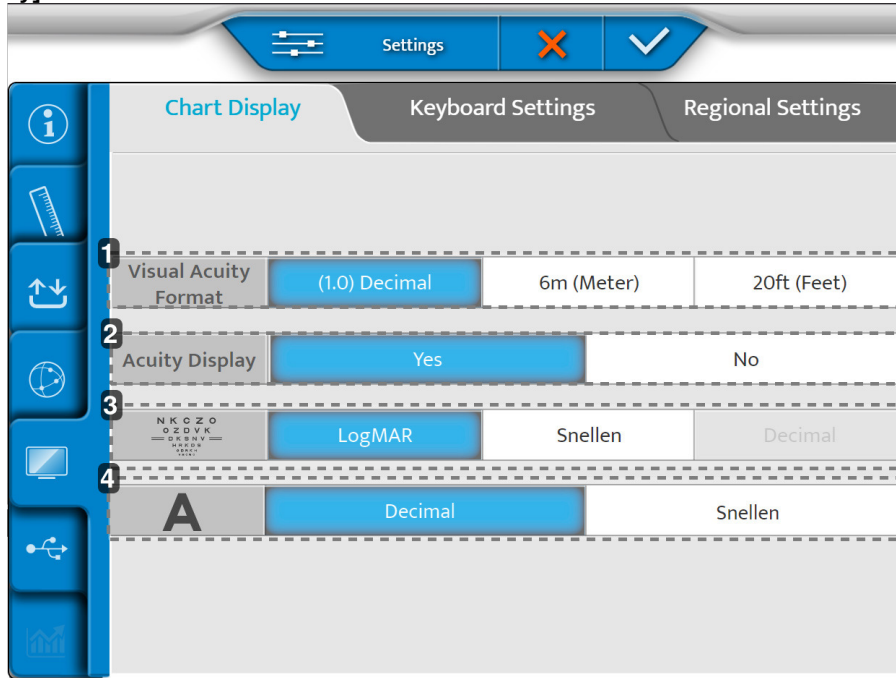 Settings
Chart Display Keyboard Settings Regional Settings
1
Visual Acuity
Format
(1.0) Decimal 6m (Meter) 20ft (Feet)
2
Acuity Display Yes No
3
N K C Z O
O Z D V K
D K S N V
LogMAR Snellen Decimal
4
A Decimal Snellen